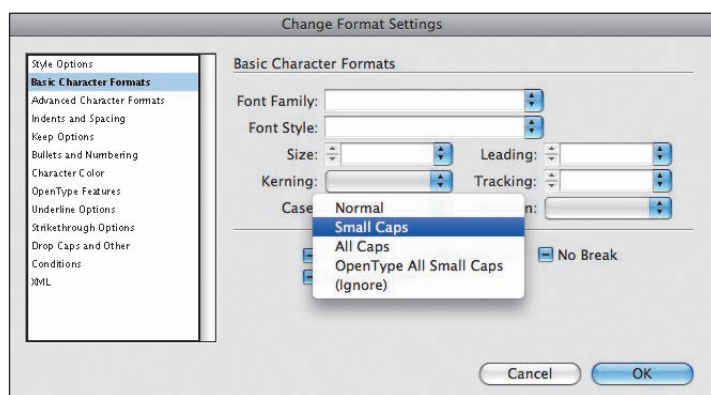 Change Format Settings
Style Options
Basic Character Formats
Advanced Character Formats
Indents and Spacing
Keep Options
Bullets and Numbering
Character Color
OpenType Features
Underline Options
Strikethrough Options
Drop Caps and Other
Conditions
XML
Basic Character Formats
Font Family:
Font Style:
Size:
Leading:
Kerning:
Tracking:
Case
n:
Normal
Small Caps
All Caps
OpenType All Small Caps
(Ignore)
No Break
Cancel
OK